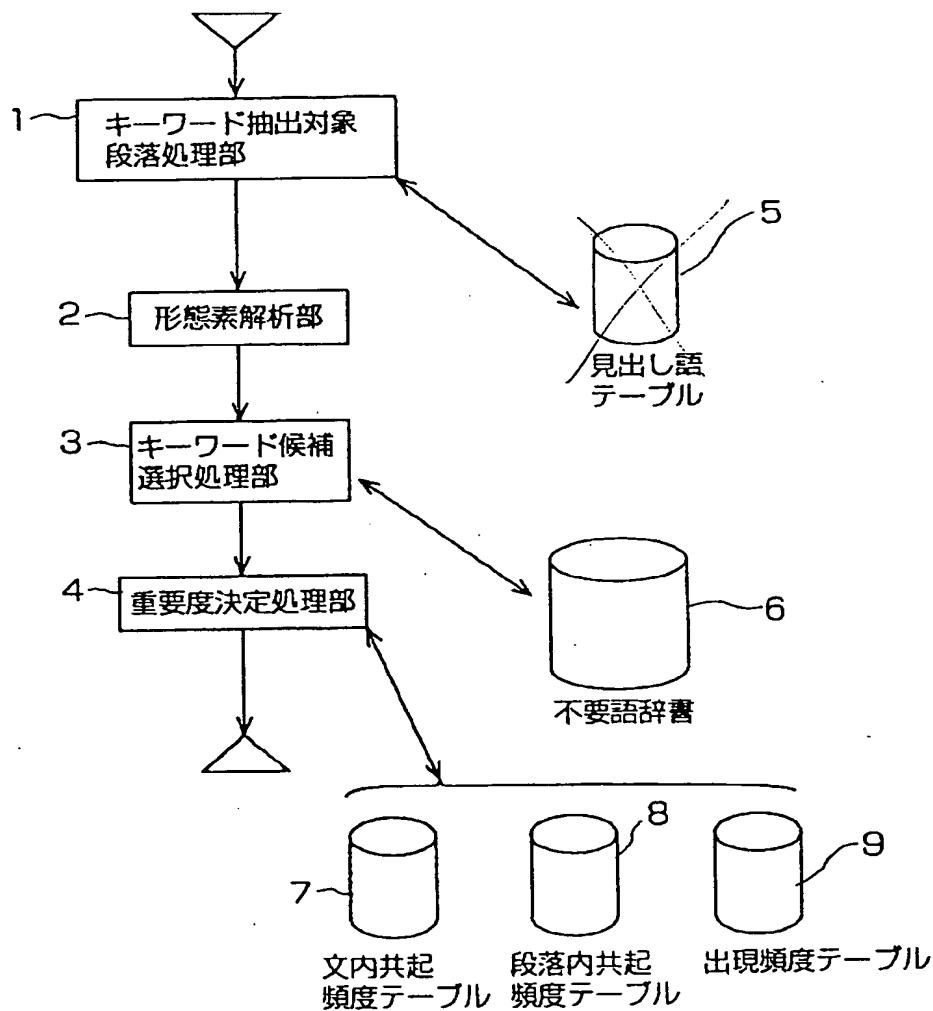 1
キーワード抽出対象
段落処理部
5
見出し語
テーブル
2
形態素解析部
3
キーワード候補
選択処理部
4
重要度決定処理部
6
不要語辞書
7
文内共起
頻度テーブル
8
段落内共起
頻度テーブル
9
出現頻度テーブル